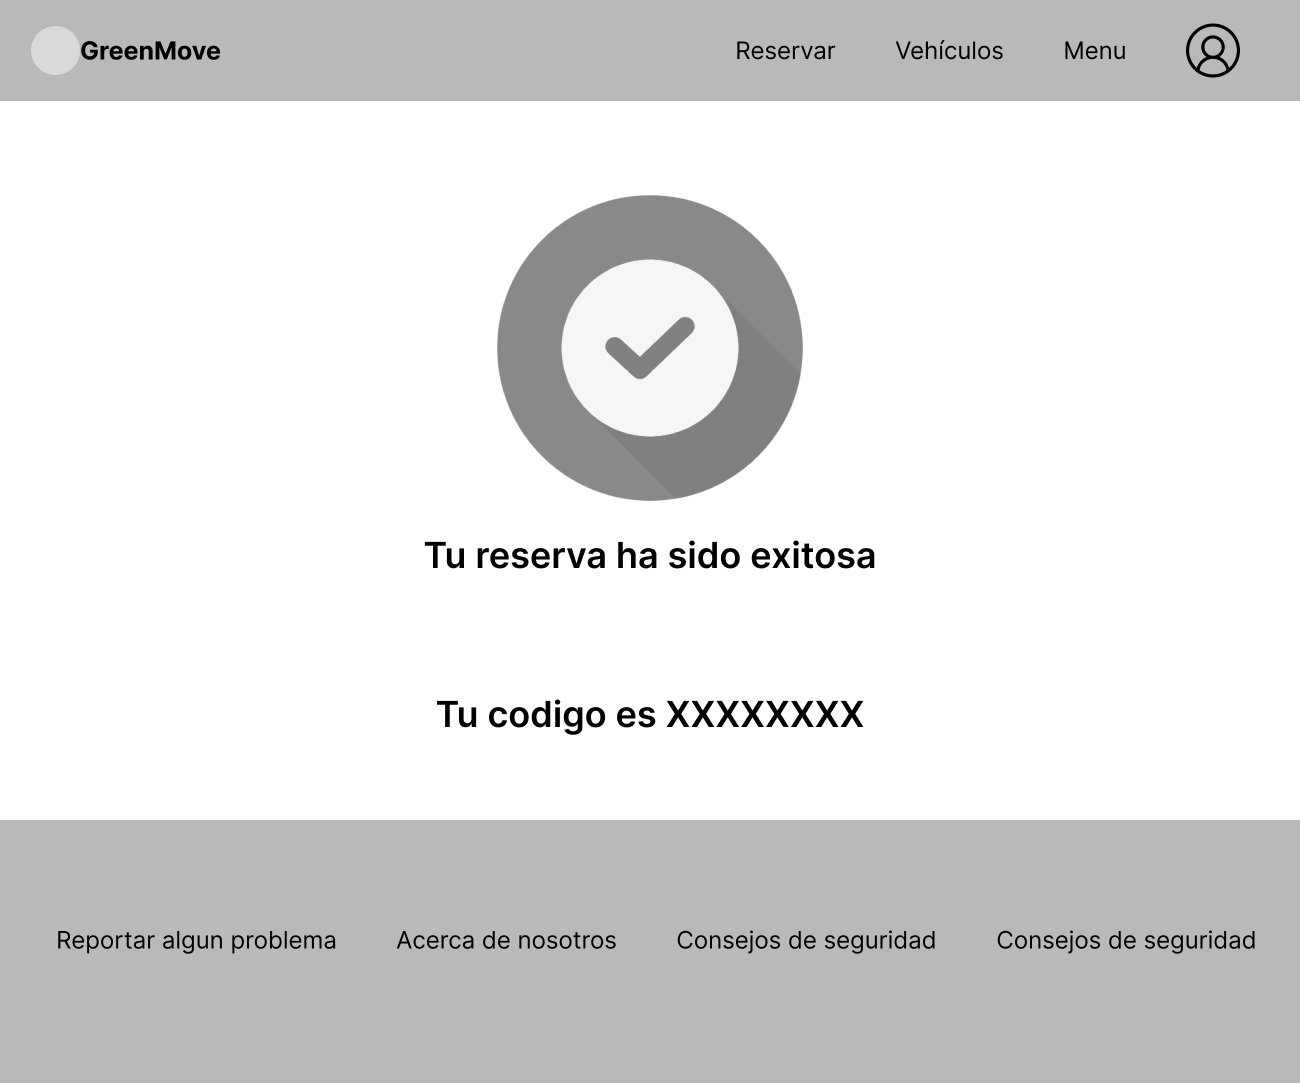 GreenMove
Reservar Vehículos Menu
Tu reserva ha sido exitosa
Tu codigo es XXXXXXXX
Reportar algun problema Acerca de nosotros Consejos de seguridad Consejos de seguridad